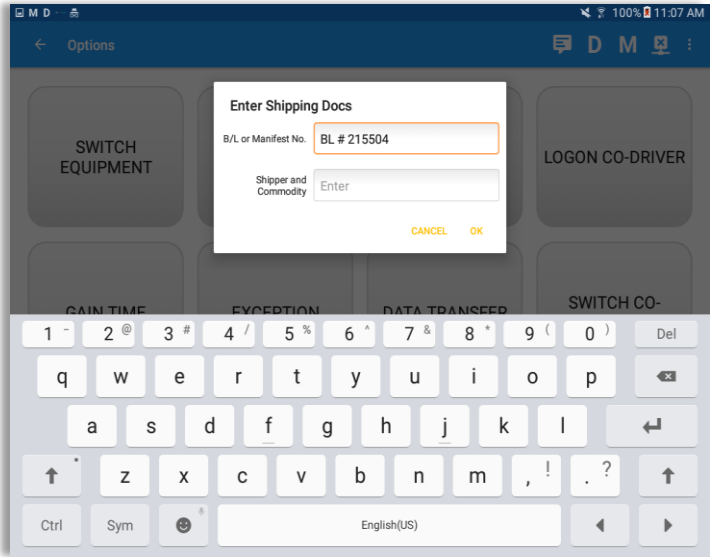 M D 100% 11:07 AM
Options D M
Enter Shipping Docs
B/L or Manifest No. BL # 215504
Shipper and
Commodity
Enter
CANCEL OK
SWITCH
EQUIPMENT
LOGON CO-DRIVER
GAIN TIME EXCEPTION DATA TRANSFER SWITCH CO-
1 - 2 @ 3 # 4 / 5 % 6 ^ 7 & 8 * 9 ( 0 ) Del
q w e r t y u i o p
a s d f g h j k l
z x c v b n m , ! . ?
Ctrl Sym English(US)